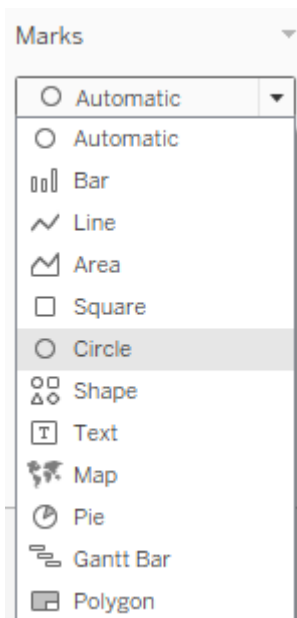 Marks
Automatic
Automatic
Bar
Line
Area
Square
Circle
Shape
T Text
Map
Pie
Gantt Bar
Polygon